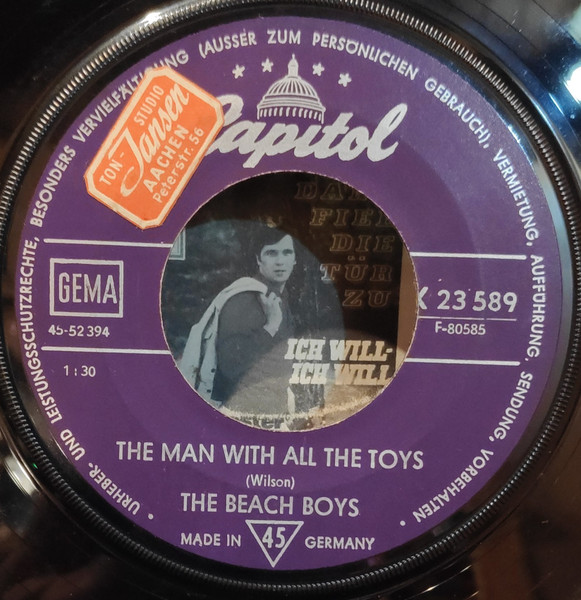 URHEBER- UND LEISTUNGSSCHUTZRECHTE, BESONDERS VERVIELFÄLTIGUNG (AUSSER ZUM PERSÖNLICHEN GEBRAUCH), VERMIETUNG, AUFFÜHRUNG, SENDUNG, VORBEHALTEN
Capitol
TON-STUDIO
Jansen
AACHEN
Peterstr. 56
DIE
TÜR
ZU
ICH WILL-
ICH WILL
GEMA
K 23 589
45-52 394
F-80585
1:30
THE MAN WITH ALL THE TOYS
(Wilson)
THE BEACH BOYS
MADE IN 45 GERMANY